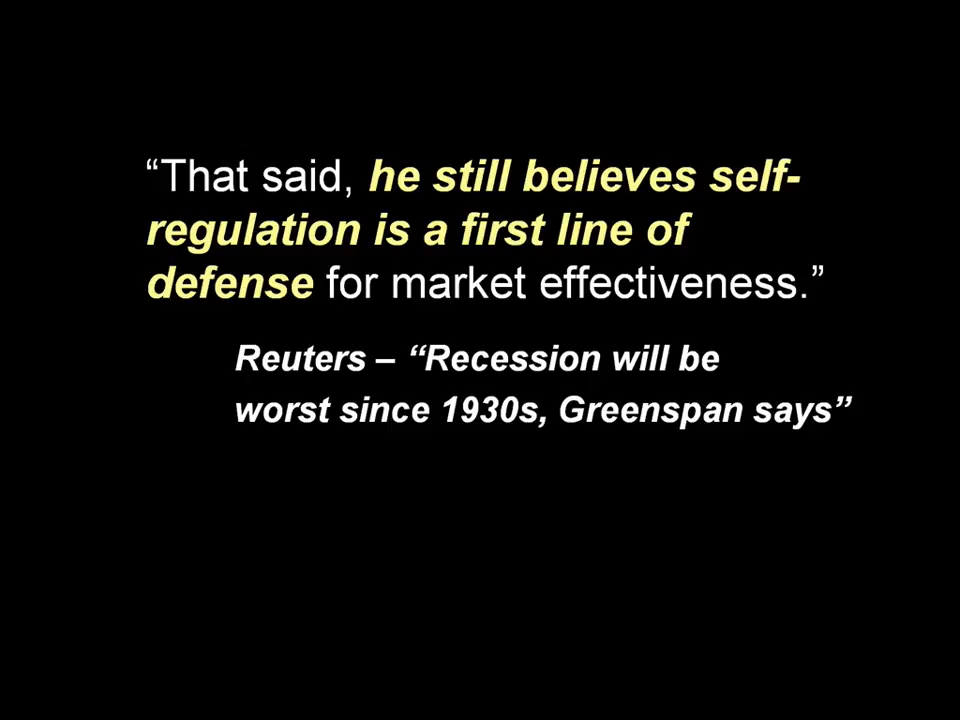 “That said, he still believes self-
regulation is a first line of
defense for market effectiveness.”
Reuters – “Recession will be
worst since 1930s, Greenspan says”